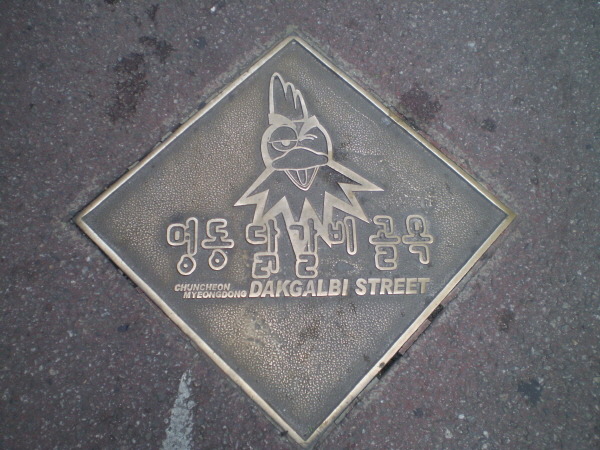 명동 닭갈비 골목
CHUNCHEON
MYEONGDONG DAKGALBI STREET